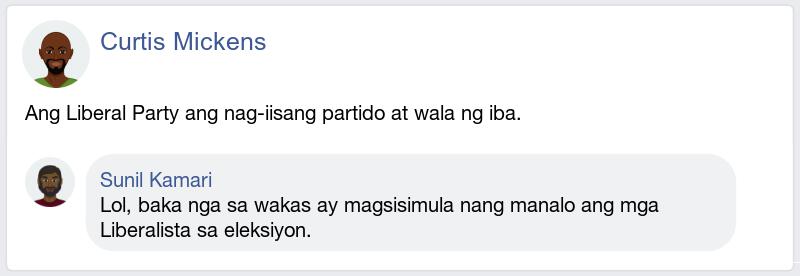 Curtis Mickens
Ang Liberal Party ang nag-iisang partido at wala ng iba.
Sunil Kamari
Lol, baka nga sa wakas ay magsisimula nang manalo ang mga
Liberalista sa eleksiyon.